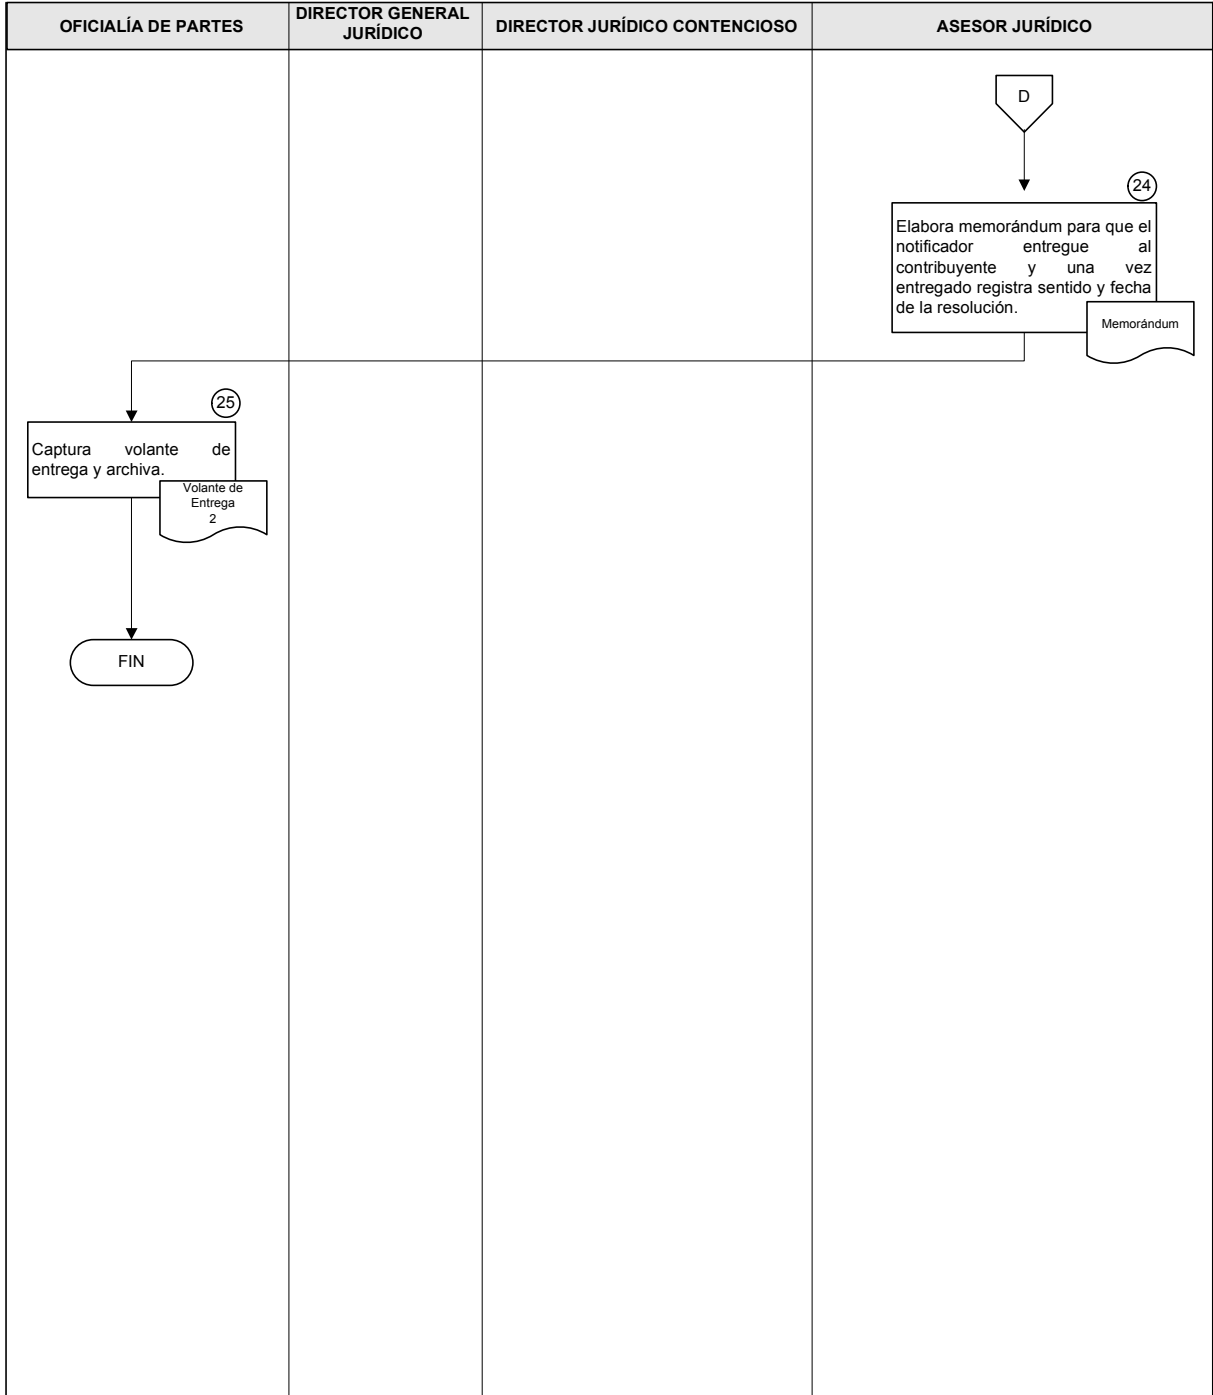 OFICIALÍA DE PARTES
DIRECTOR GENERAL
JURÍDICO
DIRECTOR JURÍDICO CONTENCIOSO
ASESOR JURÍDICO
D
24
Elabora memorándum para que el
notificador entregue al
contribuyente y una vez
entregado registra sentido y fecha
de la resolución.
Memorándum
25
Captura volante de
entrega y archiva.
Volante de
Entrega
2
FIN